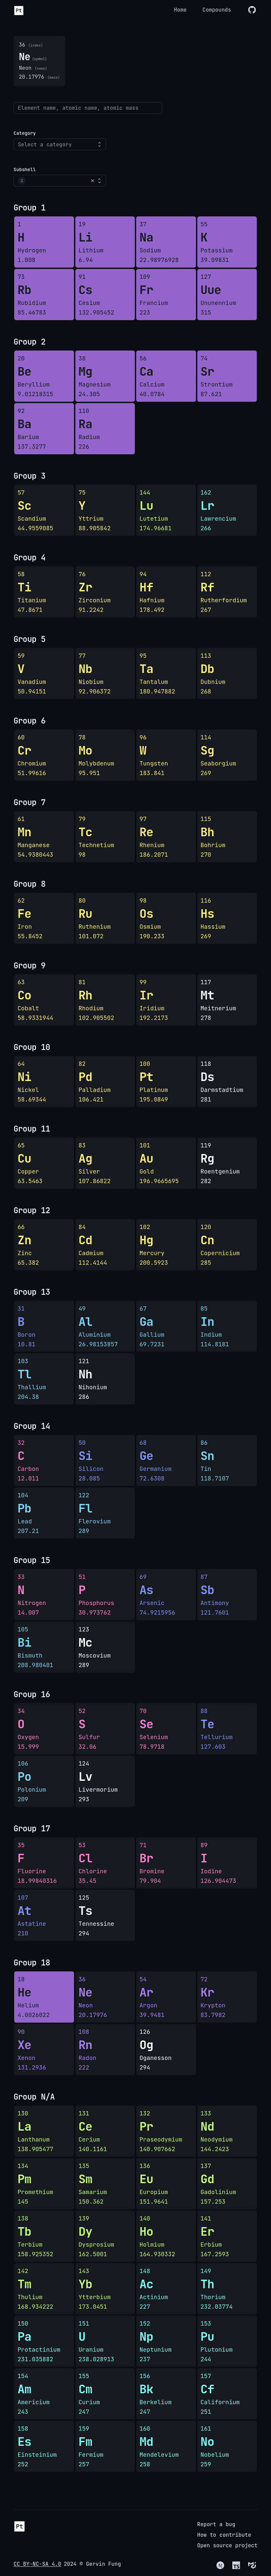 Pt
Home
Compounds
36 (index)
Ne (symbol)
Neon (name)
20.17976 (mass)
Element name, atomic name, atomic mass
Category
Select a category
Subshell
s
Group 1
1
H
Hydrogen
1.008
19
Li
Lithium
6.94
37
Na
Sodium
22.98976928
55
K
Potassium
39.09831
73
Rb
Rubidium
85.46783
91
Cs
Cesium
132.905452
109
Fr
Francium
223
127
Uue
Ununennium
315
Group 2
20
Be
Beryllium
9.01218315
38
Mg
Magnesium
24.305
56
Ca
Calcium
40.0784
74
Sr
Strontium
87.621
92
Ba
Barium
137.3277
110
Ra
Radium
226
Group 3
57
Sc
Scandium
44.9559085
75
Y
Yttrium
88.905842
144
Lu
Lutetium
174.96681
162
Lr
Lawrencium
266
Group 4
58
Ti
Titanium
47.8671
76
Zr
Zirconium
91.2242
94
Hf
Hafnium
178.492
112
Rf
Rutherfordium
267
Group 5
59
V
Vanadium
50.94151
77
Nb
Niobium
92.906372
95
Ta
Tantalum
180.947882
113
Db
Dubnium
268
Group 6
60
Cr
Chromium
51.99616
78
Mo
Molybdenum
95.951
96
W
Tungsten
183.841
114
Sg
Seaborgium
269
Group 7
61
Mn
Manganese
54.9380443
79
Tc
Technetium
98
97
Re
Rhenium
186.2071
115
Bh
Bohrium
270
Group 8
62
Fe
Iron
55.8452
80
Ru
Ruthenium
101.072
98
Os
Osmium
190.233
116
Hs
Hassium
269
Group 9
63
Co
Cobalt
58.9331944
81
Rh
Rhodium
102.905502
99
Ir
Iridium
192.2173
117
Mt
Meitnerium
278
Group 10
64
Ni
Nickel
58.69344
82
Pd
Palladium
106.421
100
Pt
Platinum
195.0849
118
Ds
Darmstadtium
281
Group 11
65
Cu
Copper
63.5463
83
Ag
Silver
107.86822
101
Au
Gold
196.9665695
119
Rg
Roentgenium
282
Group 12
66
Zn
Zinc
65.382
84
Cd
Cadmium
112.4144
102
Hg
Mercury
200.5923
120
Cn
Copernicium
285
Group 13
31
B
Boron
10.81
49
Al
Aluminium
26.98153857
67
Ga
Gallium
69.7231
85
In
Indium
114.8181
103
Tl
Thallium
204.38
121
Nh
Nihonium
286
Group 14
32
C
Carbon
12.011
50
Si
Silicon
28.085
68
Ge
Germanium
72.6308
86
Sn
Tin
118.7107
104
Pb
Lead
207.21
122
Fl
Flerovium
289
Group 15
33
N
Nitrogen
14.007
51
P
Phosphorus
30.973762
69
As
Arsenic
74.9215956
87
Sb
Antimony
121.7601
105
Bi
Bismuth
208.980401
123
Mc
Moscovium
289
Group 16
34
O
Oxygen
15.999
52
S
Sulfur
32.06
70
Se
Selenium
78.9718
88
Te
Tellurium
127.603
106
Po
Polonium
209
124
Lv
Livermorium
293
Group 17
35
F
Fluorine
18.99840316
53
Cl
Chlorine
35.45
71
Br
Bromine
79.904
89
I
Iodine
126.904473
107
At
Astatine
210
125
Ts
Tennessine
294
Group 18
18
He
Helium
4.0026022
36
Ne
Neon
20.17976
54
Ar
Argon
39.9481
72
Kr
Krypton
83.7982
90
Xe
Xenon
131.2936
108
Rn
Radon
222
126
Og
Oganesson
294
Group N/A
130
La
Lanthanum
138.905477
131
Ce
Cerium
140.1161
132
Pr
Praseodymium
140.907662
133
Nd
Neodymium
144.2423
134
Pm
Promethium
145
135
Sm
Samarium
150.362
136
Eu
Europium
151.9641
137
Gd
Gadolinium
157.253
138
Tb
Terbium
158.925352
139
Dy
Dysprosium
162.5001
140
Ho
Holmium
164.930332
141
Er
Erbium
167.2593
142
Tm
Thulium
168.934222
143
Yb
Ytterbium
173.0451
148
Ac
Actinium
227
149
Th
Thorium
232.03774
150
Pa
Protactinium
231.035882
151
U
Uranium
238.028913
152
Np
Neptunium
237
153
Pu
Plutonium
244
154
Am
Americium
243
155
Cm
Curium
247
156
Bk
Berkelium
247
157
Cf
Californium
251
158
Es
Einsteinium
252
159
Fm
Fermium
257
160
Md
Mendelevium
258
161
No
Nobelium
259
Pt
Report a bug
How to contribute
Open source project
CC BY-NC-SA 4.0 2024 © Gervin Fung